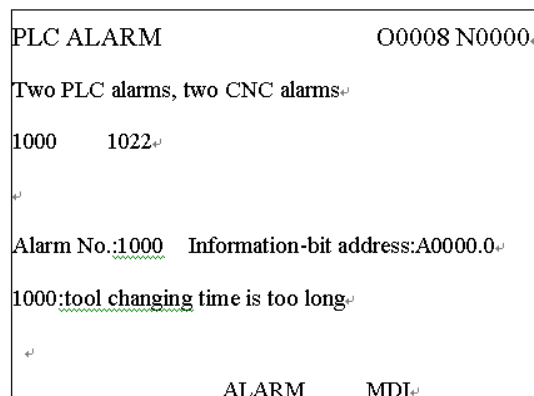 PLC ALARM O0008 N0000
Two PLC alarms, two CNC alarms
1000 1022
Alarm No.:1000 Information-bit address:A0000.0
1000:tool changing time is too long
ALARM MDI